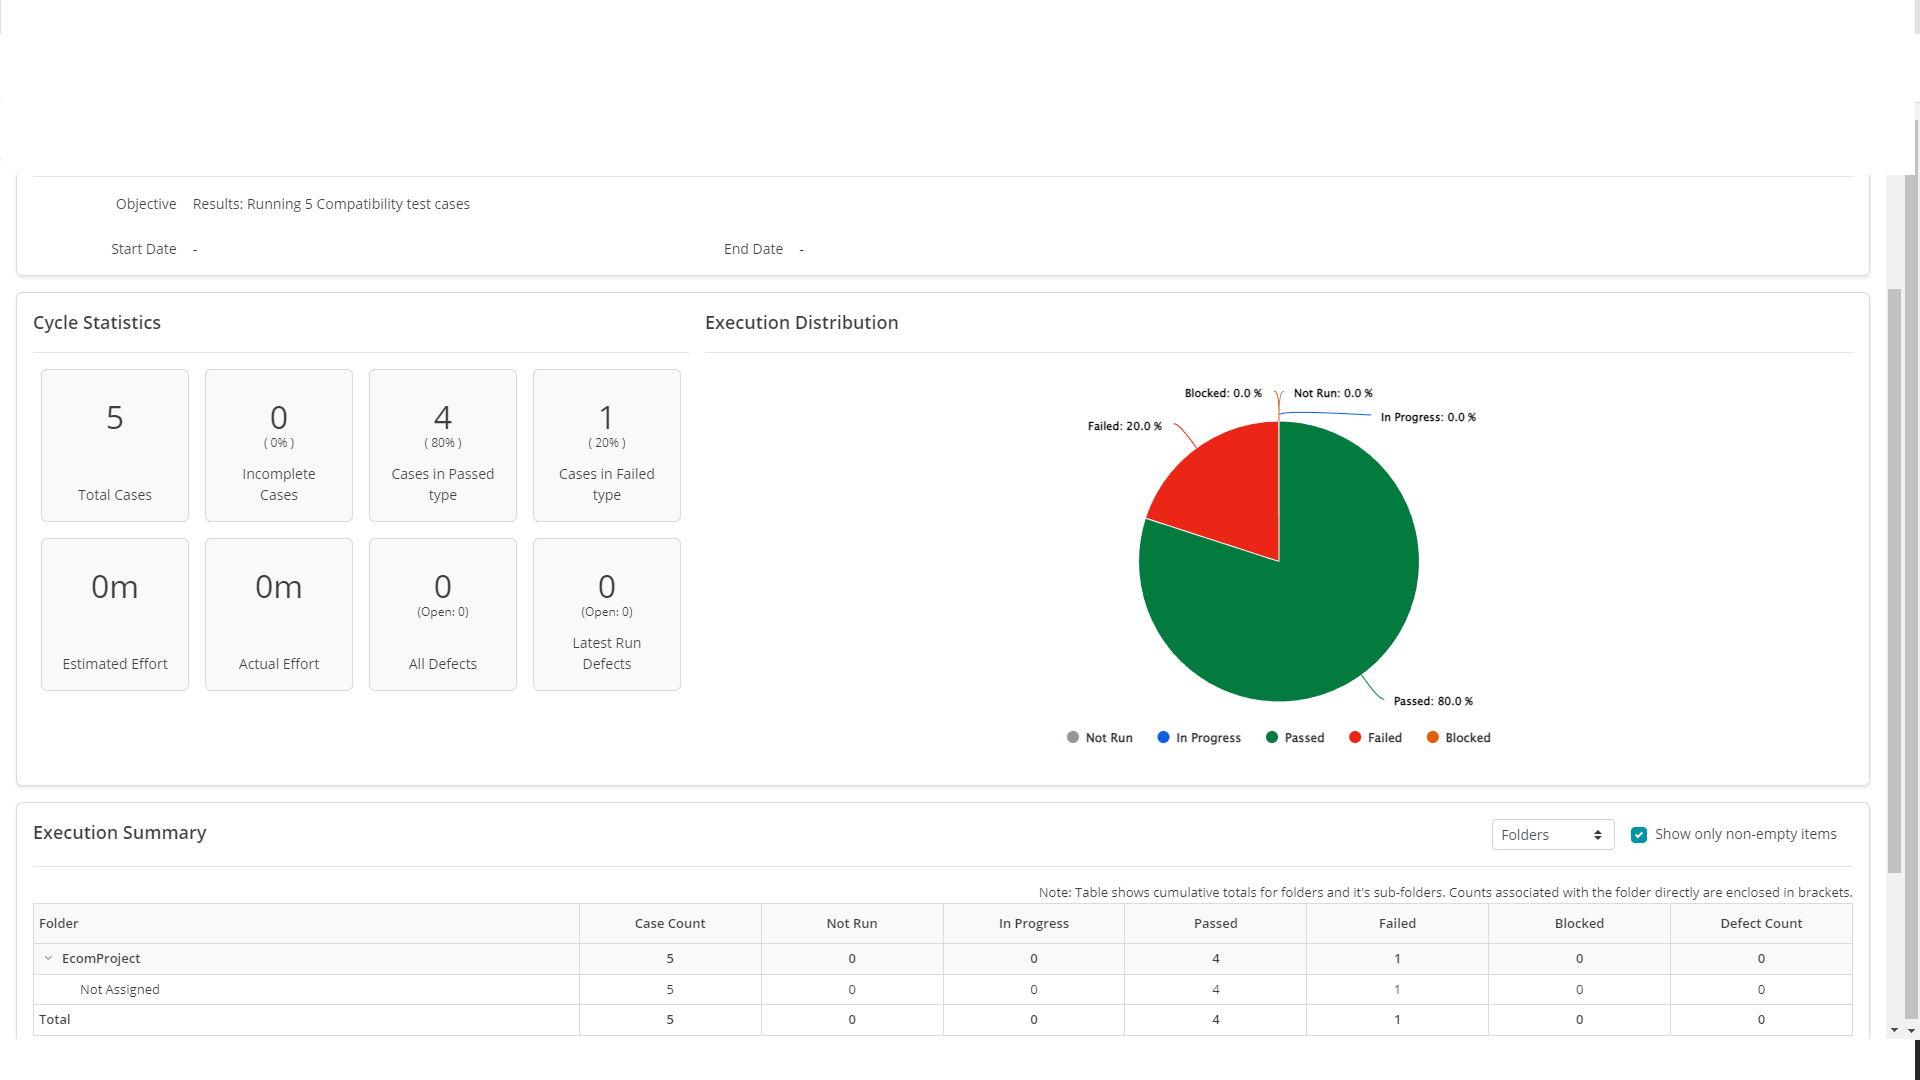 Objective Results: Running 5 Compatibility test cases
Start Date - End Date -
Cycle Statistics
5
Total Cases
0
( 0% )
Incomplete
Cases
4
( 80% )
Cases in Passed
type
1
( 20% )
Cases in Failed
type
0m
Estimated Effort
0m
Actual Effort
0
(Open: 0)
All Defects
0
(Open: 0)
Latest Run
Defects
Execution Distribution
Blocked: 0.0 %
Not Run: 0.0 %
In Progress: 0.0 %
Failed: 20.0 %
Passed: 80.0 %
Not Run In Progress Passed Failed Blocked
Execution Summary
Folders
Show only non-empty items
Note: Table shows cumulative totals for folders and it's sub-folders. Counts associated with the folder directly are enclosed in brackets.
Folder Case Count Not Run In Progress Passed Failed Blocked Defect Count
EcomProject 5 0 0 4 1 0 0
Not Assigned 5 0 0 4 1 0 0
Total 5 0 0 4 1 0 0